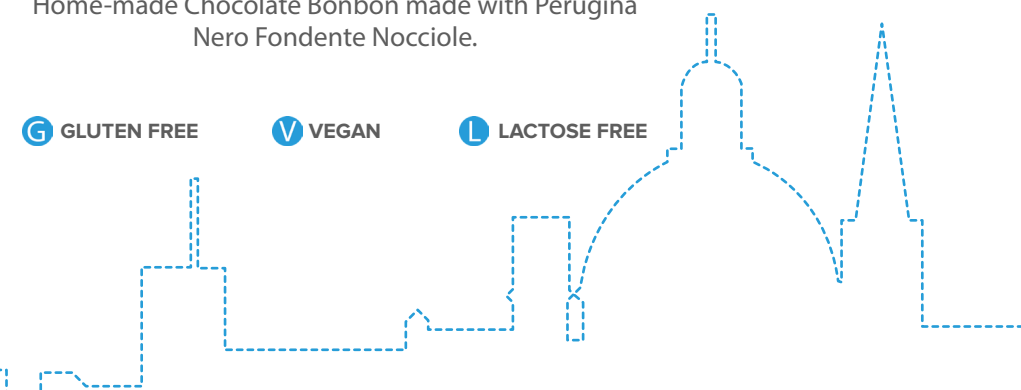 Home-made Chocolate Bonbon made with Perugina
Nero Fondente Nocciole.
G GLUTEN FREE V VEGAN L LACTOSE FREE